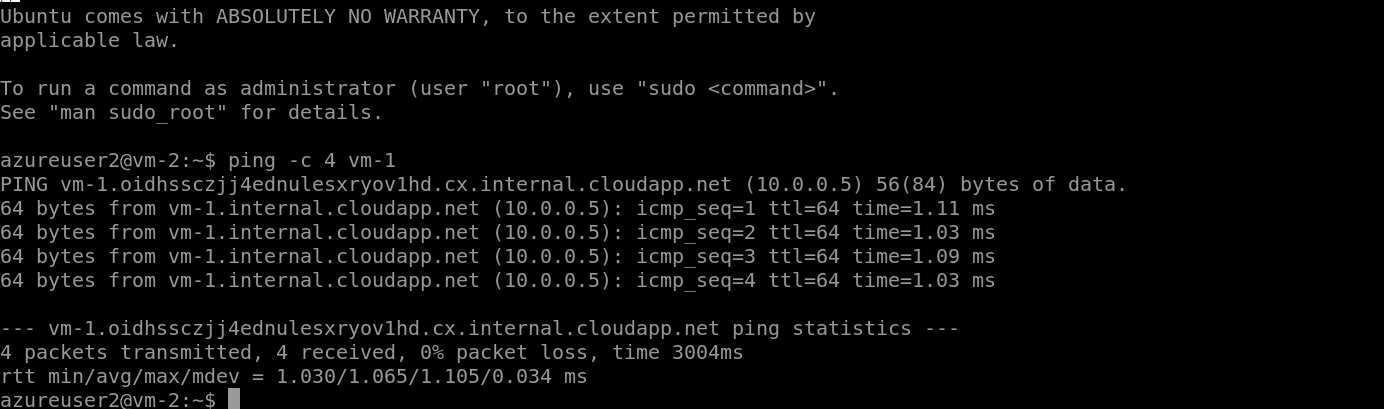 Ubuntu comes with ABSOLUTELY NO WARRANTY, to the extent permitted by
applicable law.
To run a command as administrator (user "root"), use "sudo <command>".
See "man sudo_root" for details.
azureuser2@vm-2:~$ ping -c 4 vm-1
PING vm-1.oidhssczjj4ednulesxryov1hd.cx.internal.cloudapp.net (10.0.0.5) 56(84) bytes of data.
64 bytes from vm-1.internal.cloudapp.net (10.0.0.5): icmp_seq=1 ttl=64 time=1.11 ms
64 bytes from vm-1.internal.cloudapp.net (10.0.0.5): icmp_seq=2 ttl=64 time=1.03 ms
64 bytes from vm-1.internal.cloudapp.net (10.0.0.5): icmp_seq=3 ttl=64 time=1.09 ms
64 bytes from vm-1.internal.cloudapp.net (10.0.0.5): icmp_seq=4 ttl=64 time=1.03 ms
--- vm-1.oidhssczjj4ednulesxryov1hd.cx.internal.cloudapp.net ping statistics ---
4 packets transmitted, 4 received, 0% packet loss, time 3004ms
rtt min/avg/max/mdev = 1.030/1.065/1.105/0.034 ms
azureuser2@vm-2:~$